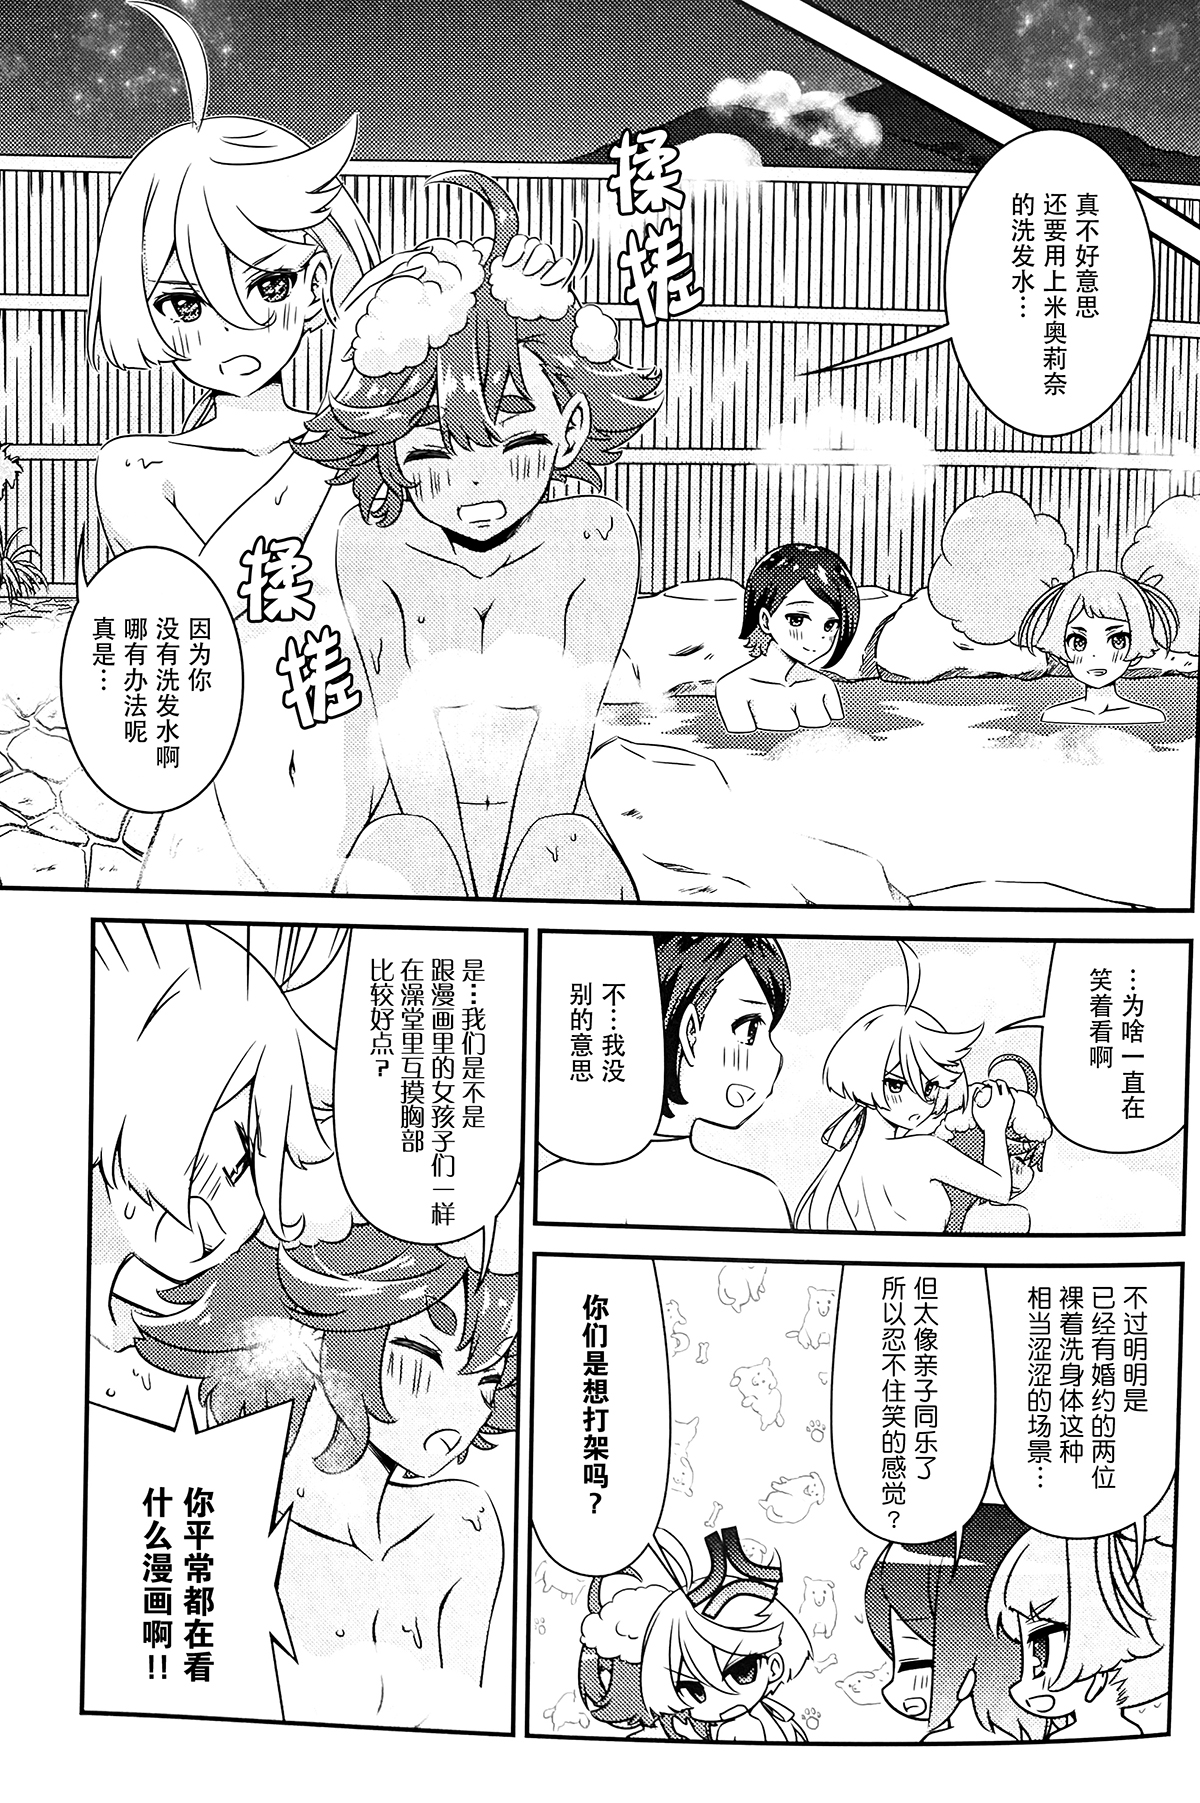 真不好意思
还要用上米奥莉奈
的洗发水…
揉
搓
揉
搓
因为你
没有洗发水啊
哪有办法呢
真是…
…为啥一直在
笑着看啊
不…我没
别的意思
不过明明是
已经有婚约的两位
裸着洗身体这种
相当涩涩的场景…
但太像亲子同乐了
所以忍不住笑的感觉？
你们是想打架吗？
是…我们是不是
跟漫画里的女孩子们一样
在澡堂里互摸胸部
比较好点？
你平常都在看
什么漫画啊!!